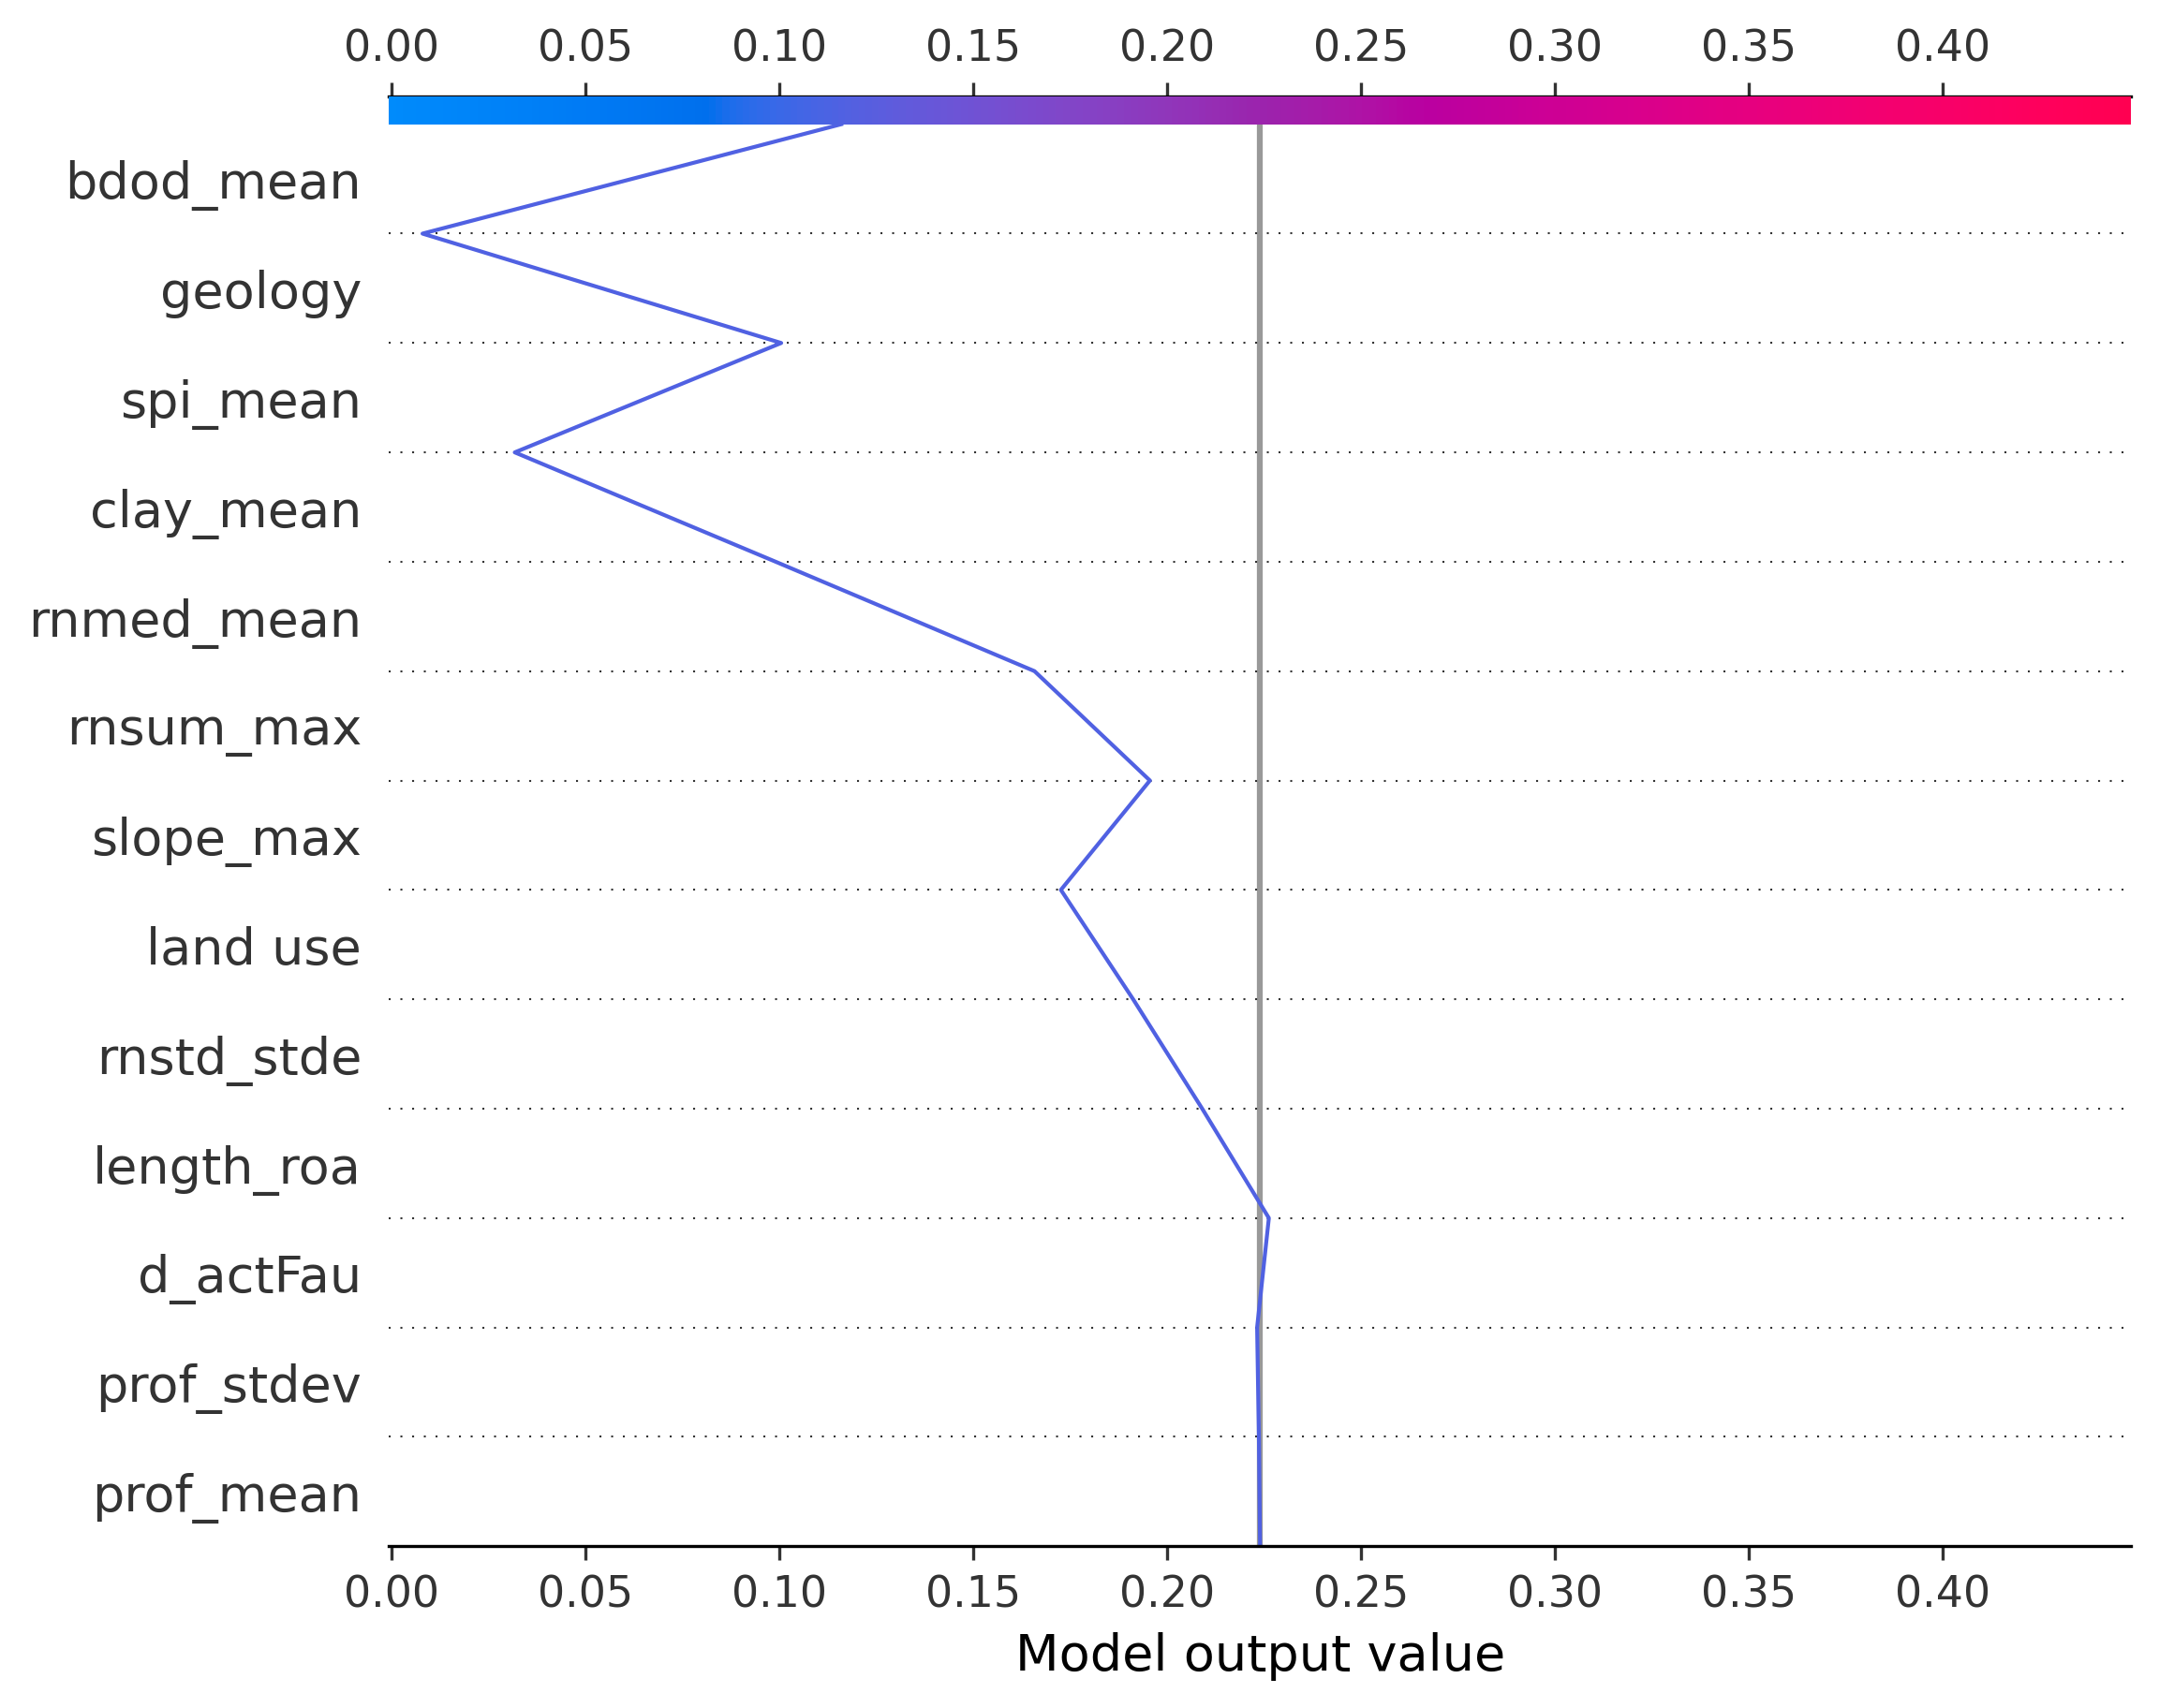 0.00 0.05 0.10 0.15 0.20 0.25 0.30 0.35 0.40
bdod_mean
geology
spi_mean
clay_mean
rnmed_mean
rnsum_max
slope_max
land use
rnstd_stde
length_roa
d_actFau
prof_stdev
prof_mean
0.00 0.05 0.10 0.15 0.20 0.25 0.30 0.35 0.40
Model output value